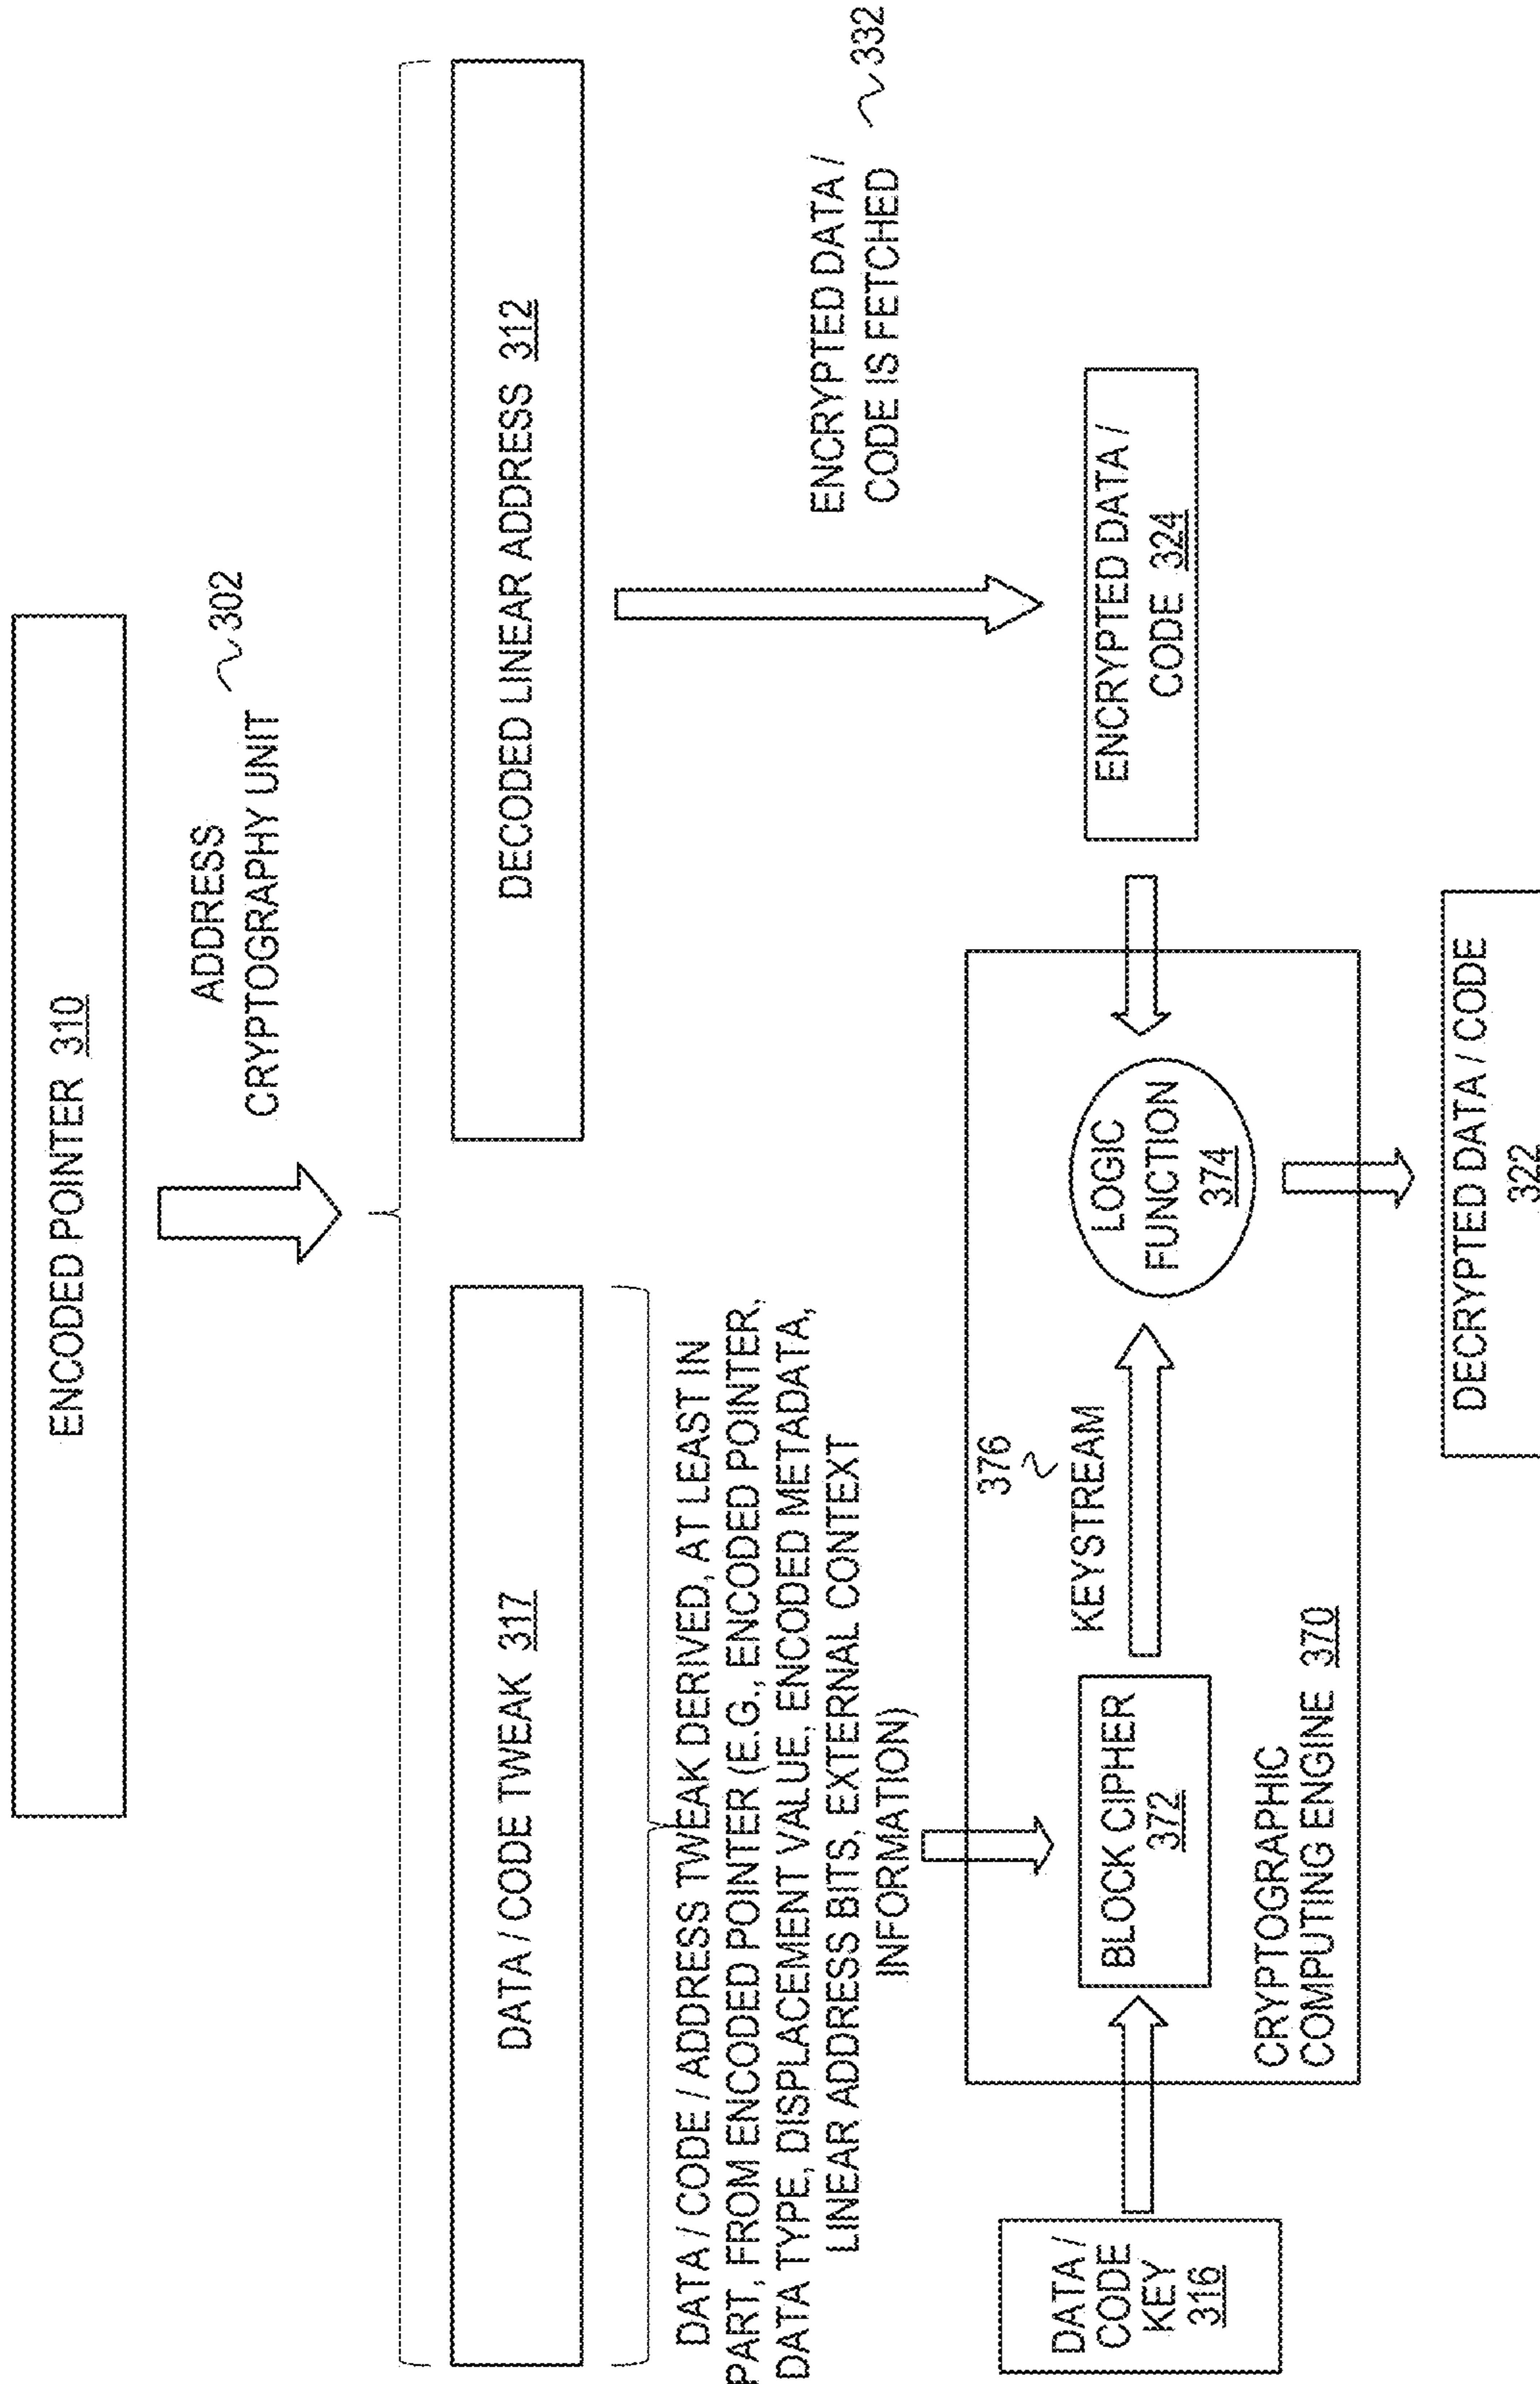 ENCODED POINTER 310
ADDRESS
CRYPTOGRAPHY UNIT
302
DATA / CODE TWEAK 317
DECODED LINEAR ADDRESS 312
DATA / CODE / ADDRESS TWEAK DERIVED, AT LEAST IN
PART, FROM ENCODED POINTER (E.G., ENCODED POINTER,
DATA TYPE, DISPLACEMENT VALUE, ENCODED METADATA,
LINEAR ADDRESS BITS, EXTERNAL CONTEXT
INFORMATION)
ENCRYPTED DATA /
CODE IS FETCHED
332
DATA /
CODE
KEY
316
BLOCK CIPHER
372
376
KEYSTREAM
LOGIC
FUNCTION
374
ENCRYPTED DATA /
CODE 324
CRYPTOGRAPHIC
COMPUTING ENGINE 370
DECRYPTED DATA / CODE
322